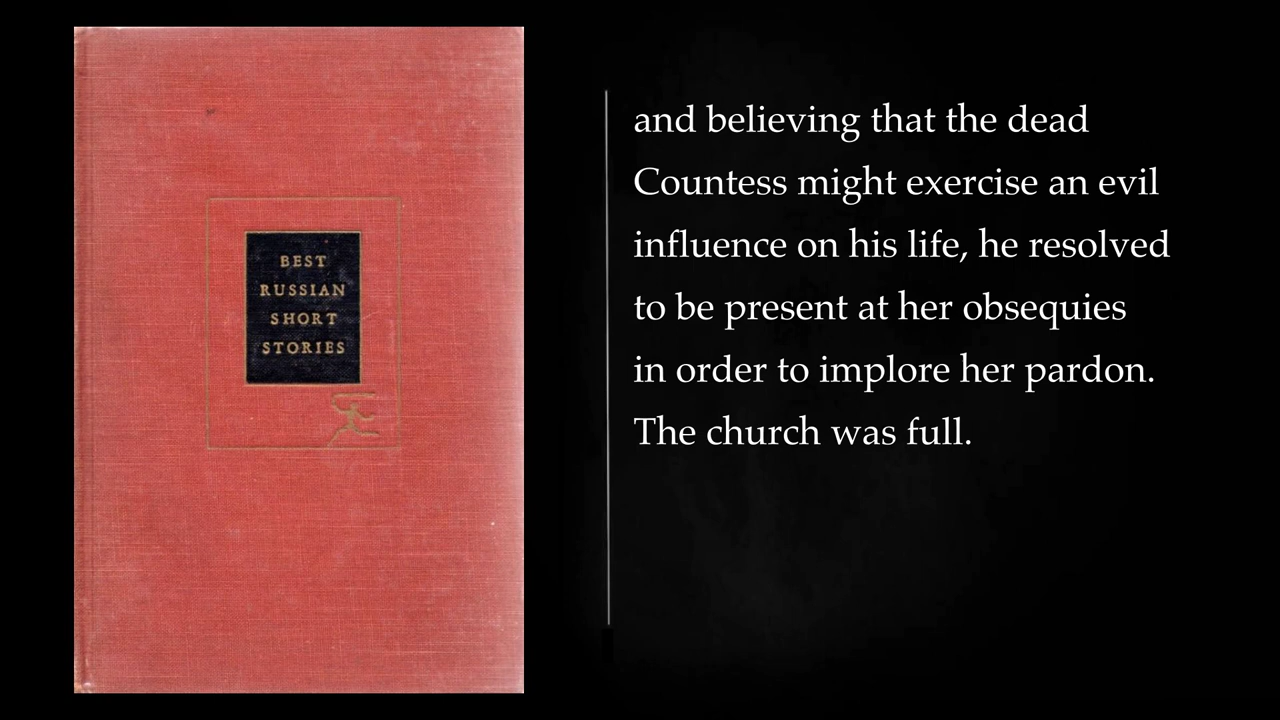 BEST
RUSSIAN
SHORT
STORIES
and believing that the dead
Countess might exercise an evil
influence on his life, he resolved
to be present at her obsequies
in order to implore her pardon.
The church was full.